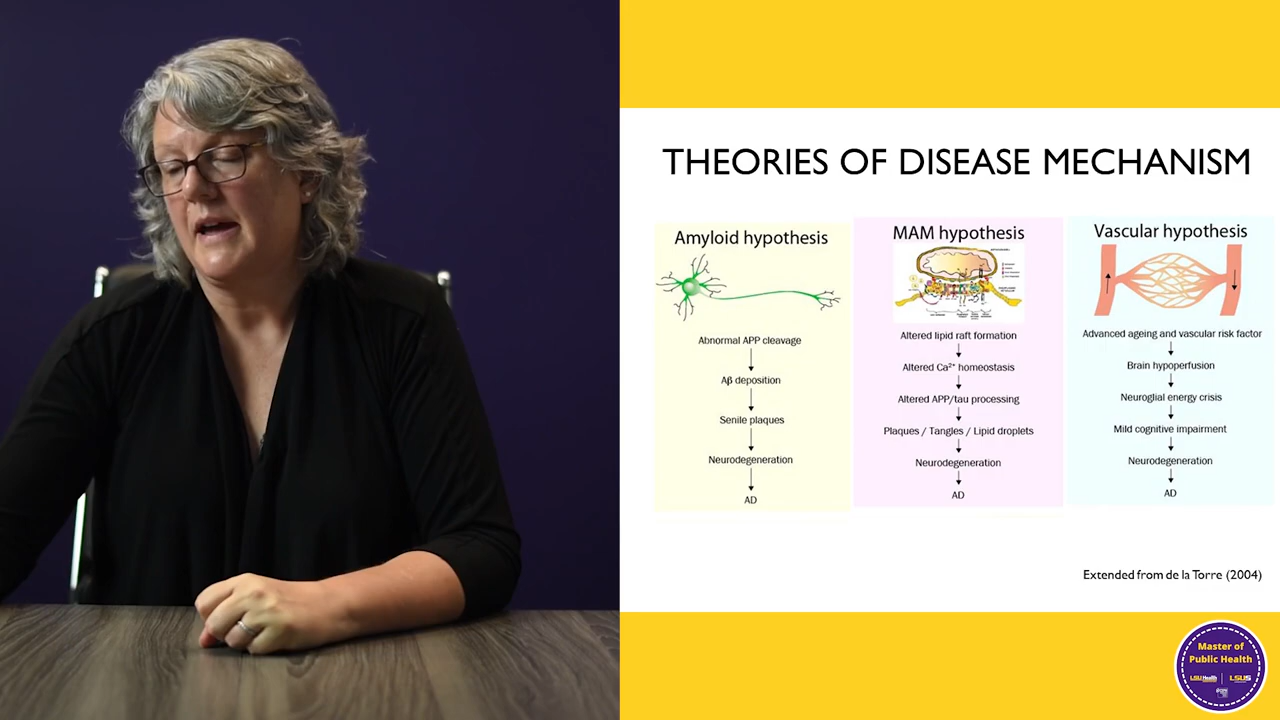 THEORIES OF DISEASE MECHANISM
Amyloid hypothesis
Abnormal APP cleavage
Aβ deposition
Senile plaques
Neurodegeneration
AD
MAM hypothesis
Altered lipid raft formation
Altered Ca²⁺ homeostasis
Altered APP/tau processing
Plaques / Tangles / Lipid droplets
Neurodegeneration
AD
Vascular hypothesis
Advanced ageing and vascular risk factor
Brain hypoperfusion
Neuroglial energy crisis
Mild cognitive impairment
Neurodegeneration
AD
Extended from de la Torre (2004)
Master of
Public Health
LSU Health
LSUS